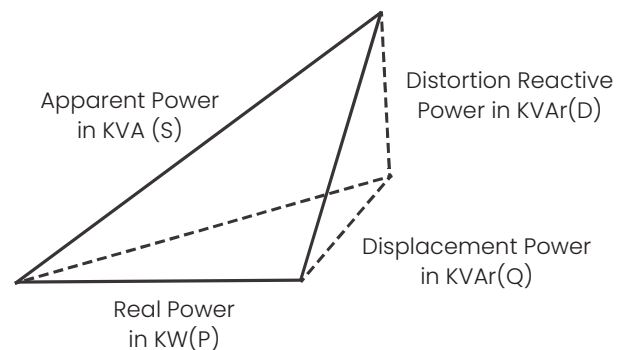 Apparent Power
in KVA (S)
Distortion Reactive
Power in KVAr(D)
Displacement Power
in KVAr(Q)
Real Power
in KW(P)